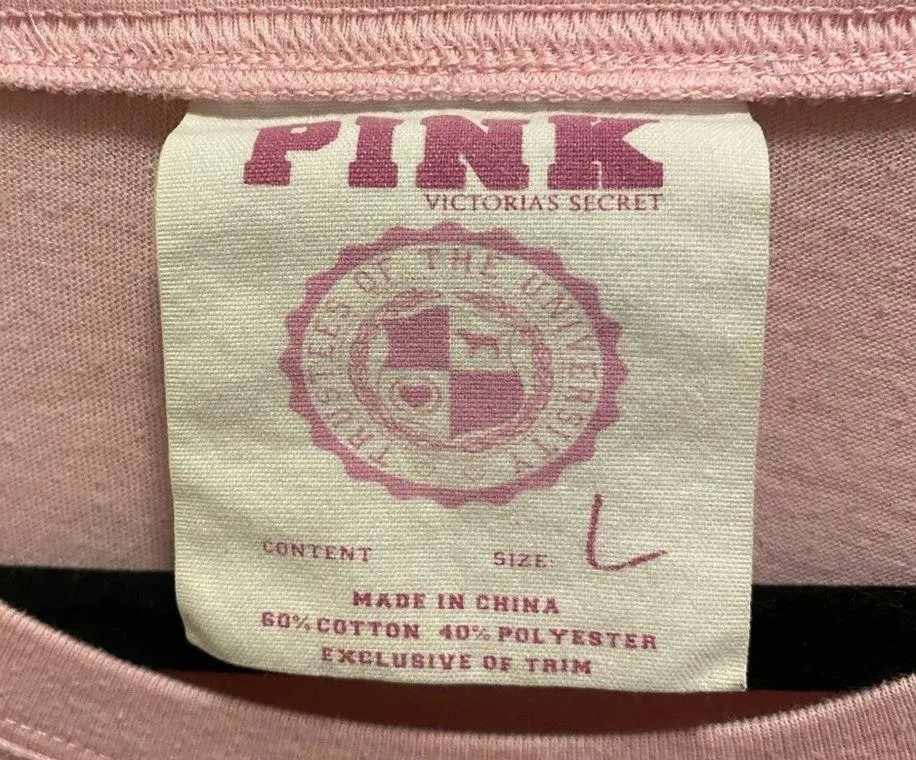 PINK
VICTORIA'S SECRET
TRUSTEES OF THE UNIVERSITY
CONTENT
SIZE: L
MADE IN CHINA
60% COTTON 40% POLYESTER
EXCLUSIVE OF TRIM